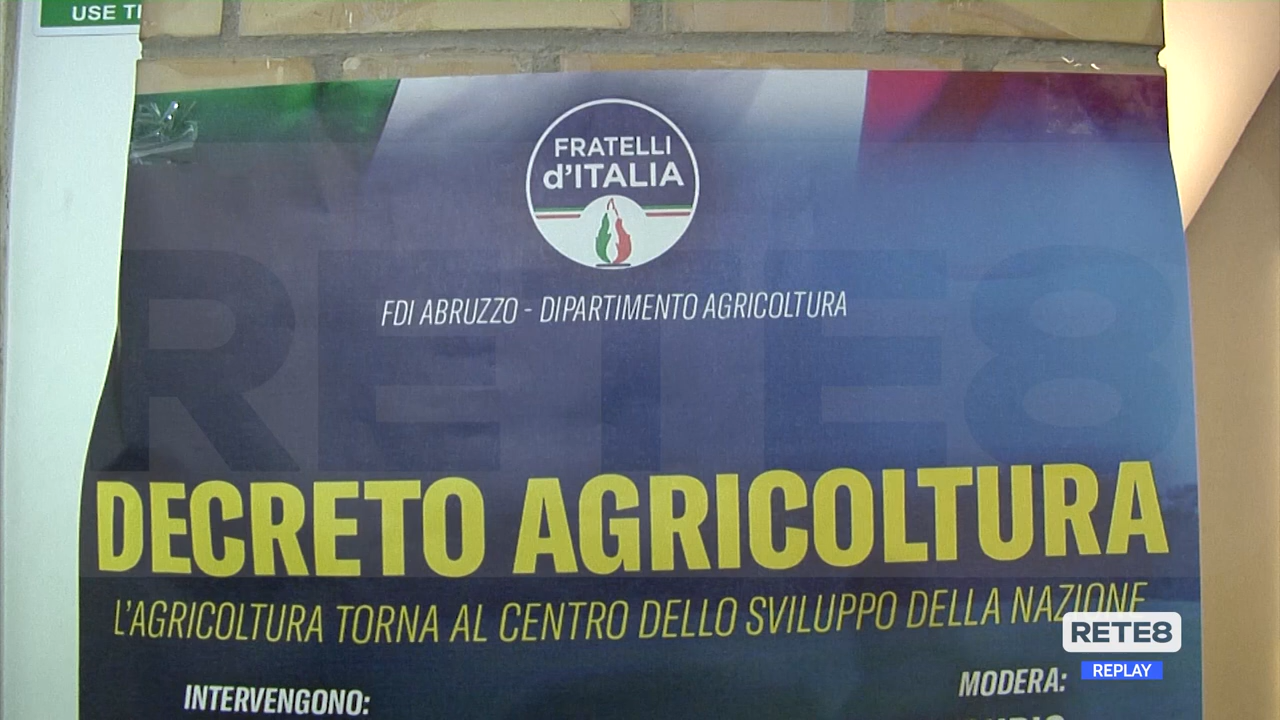 USE
FRATELLI
d'ITALIA
FDI ABRUZZO - DIPARTIMENTO AGRICOLTURA
RETE8
DECRETO AGRICOLTURA
L'AGRICOLTURA TORNA AL CENTRO DELLO SVILUPPO DELLA NAZIONE
RETE8
REPLAY
INTERVENGONO:
MODERA: